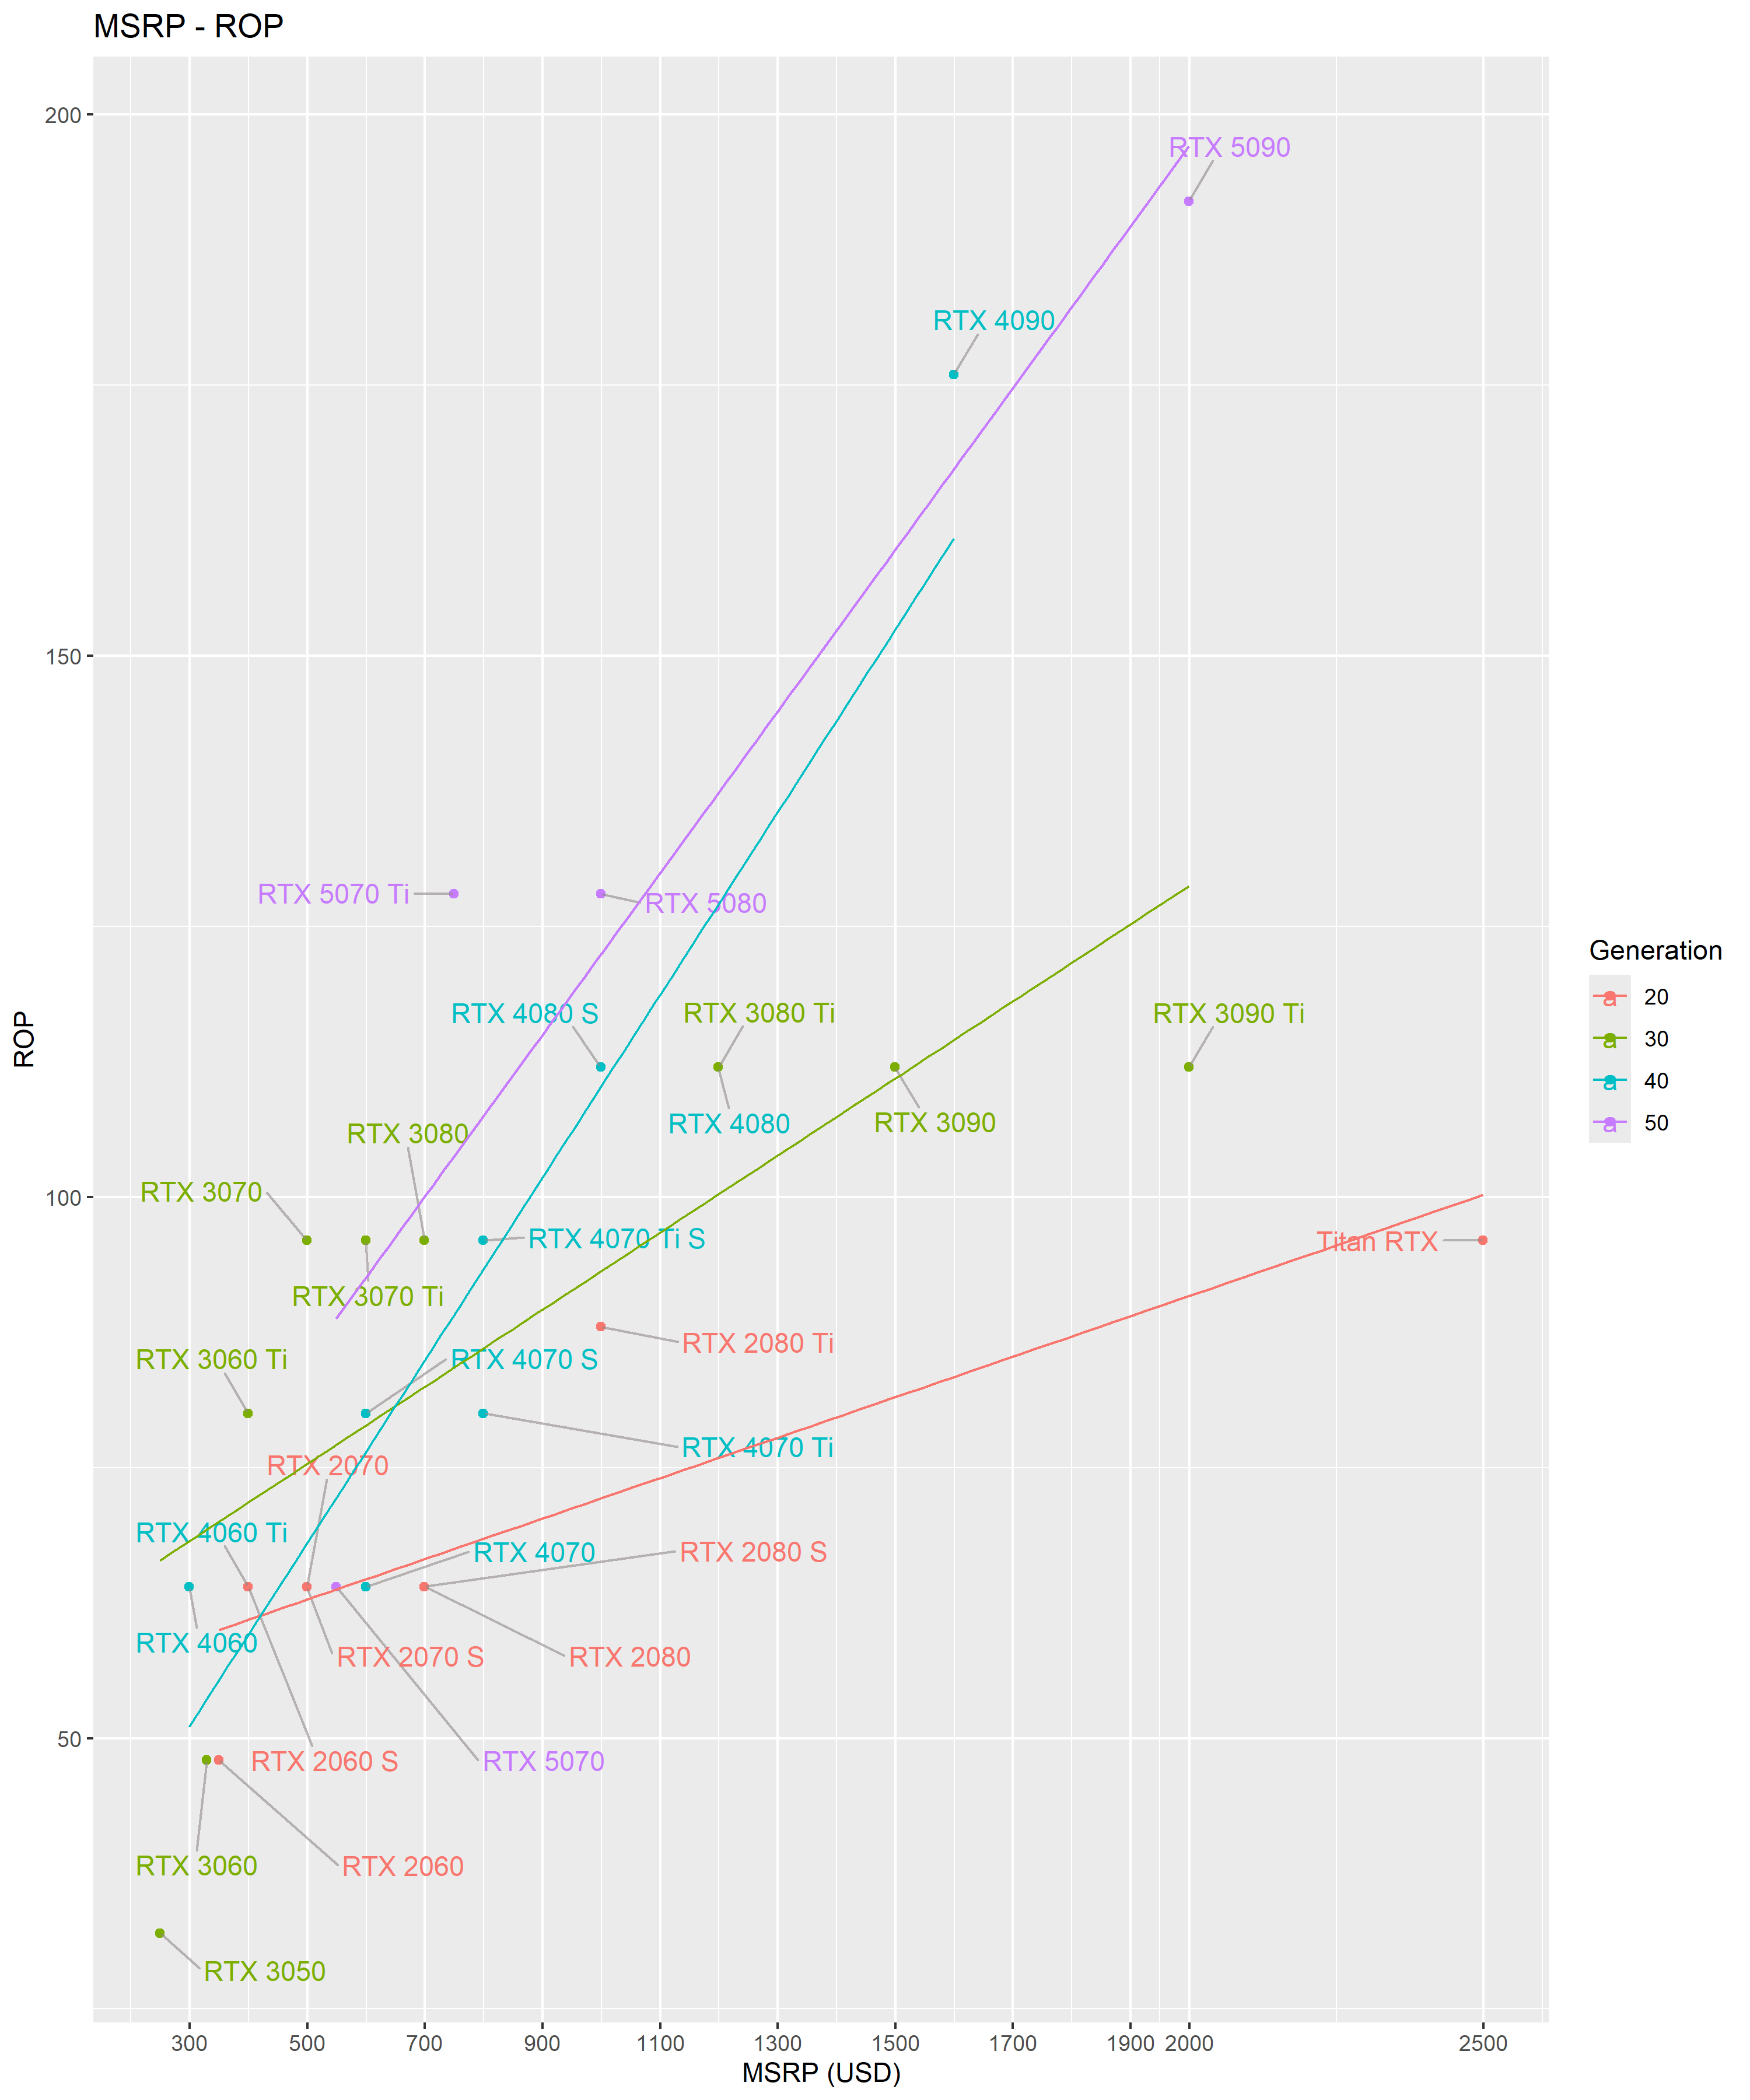 MSRP - ROP
200
RTX 5090
RTX 4090
150
RTX 5070 Ti
RTX 5080
RTX 4080 S
RTX 3080 Ti
RTX 3090 Ti
RTX 4080
RTX 3090
RTX 3080
RTX 3070
100
RTX 4070 Ti S
Titan RTX
RTX 3070 Ti
RTX 2080 Ti
RTX 3060 Ti
RTX 4070 S
RTX 4070 Ti
RTX 2070
RTX 4060 Ti
RTX 4070
RTX 2080 S
RTX 4060
RTX 2070 S
RTX 2080
50
RTX 2060 S
RTX 5070
RTX 3060
RTX 2060
RTX 3050
ROP
300 500 700 900 1100 1300 1500 1700 1900 2000 2500
MSRP (USD)
Generation
a 20
a 30
a 40
a 50